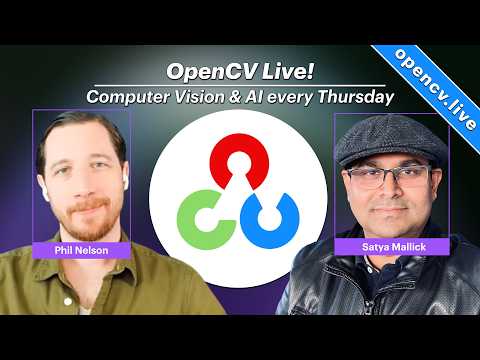 OpenCV Live!
Computer Vision & AI every Thursday
opencv.live
Phil Nelson
Satya Mallick